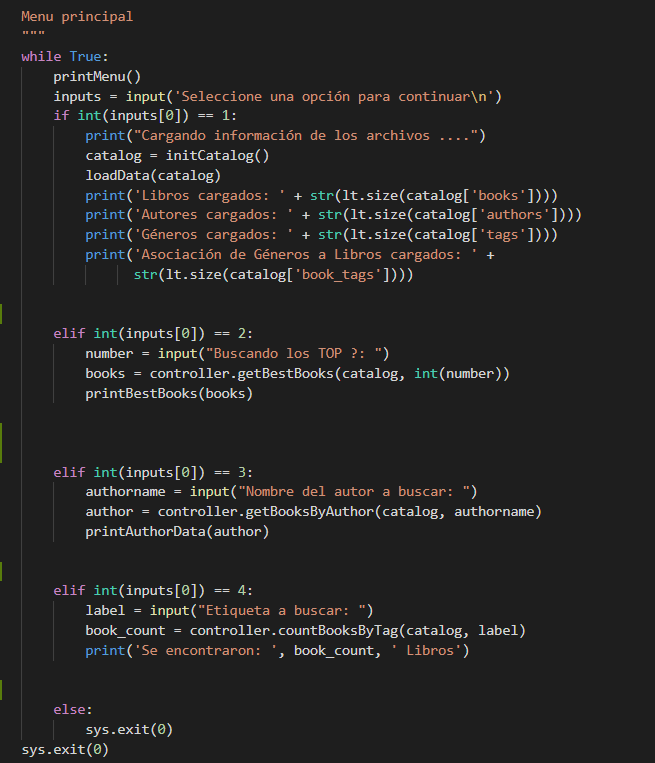 Menu principal
"""
while True:
    printMenu()
    inputs = input('Seleccione una opción para continuar\n')
    if int(inputs[0]) == 1:
        print("Cargando información de los archivos ....")
        catalog = initCatalog()
        loadData(catalog)
        print('Libros cargados: ' + str(lt.size(catalog['books'])))
        print('Autores cargados: ' + str(lt.size(catalog['authors'])))
        print('Géneros cargados: ' + str(lt.size(catalog['tags'])))
        print('Asociación de Géneros a Libros cargados: ' +
              str(lt.size(catalog['book_tags'])))
    elif int(inputs[0]) == 2:
        number = input("Buscando los TOP ?: ")
        books = controller.getBestBooks(catalog, int(number))
        printBestBooks(books)
    elif int(inputs[0]) == 3:
        authorname = input("Nombre del autor a buscar: ")
        author = controller.getBooksByAuthor(catalog, authorname)
        printAuthorData(author)
    elif int(inputs[0]) == 4:
        label = input("Etiqueta a buscar: ")
        book_count = controller.countBooksByTag(catalog, label)
        print('Se encontraron: ', book_count, ' Libros')
    else:
        sys.exit(0)
sys.exit(0)